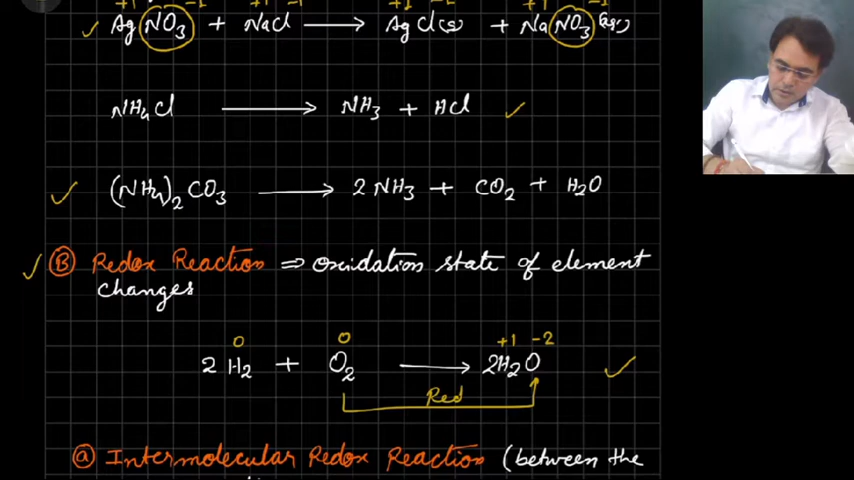 +1 -1 +1 -1 +1 -1 +1 -1
AgNO3 + NaCl ⟶ AgCl(s) + NaNO3 (aq)
NH4Cl ⟶ NH3 + HCl
(NH4)2CO3 ⟶ 2NH3 + CO2 + H2O
B Redox Reaction ⇒ oxidation state of element
changes
0 0 +1 -2
2H2 + O2 ⟶ 2H2O
Red
a Intermolecular Redox Reaction (between the